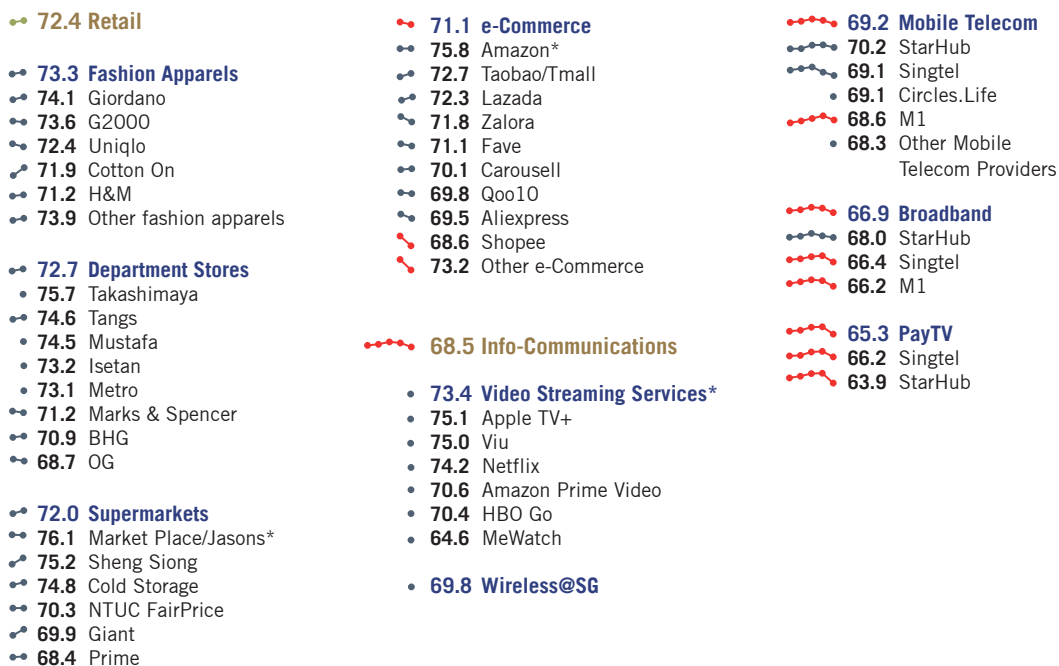 72.4 Retail
73.3 Fashion Apparels
74.1 Giordano
73.6 G2000
72.4 Uniqlo
71.9 Cotton On
71.2 H&M
73.9 Other fashion apparels
72.7 Department Stores
75.7 Takashimaya
74.6 Tangs
74.5 Mustafa
73.2 Isetan
73.1 Metro
71.2 Marks & Spencer
70.9 BHG
68.7 OG
72.0 Supermarkets
76.1 Market Place/Jasons*
75.2 Sheng Siong
74.8 Cold Storage
70.3 NTUC FairPrice
69.9 Giant
68.4 Prime
71.1 e-Commerce
75.8 Amazon*
72.7 Taobao/Tmall
72.3 Lazada
71.8 Zalora
71.1 Fave
70.1 Carousell
69.8 Qoo10
69.5 Aliexpress
68.6 Shopee
73.2 Other e-Commerce
68.5 Info-Communications
73.4 Video Streaming Services*
75.1 Apple TV+
75.0 Viu
74.2 Netflix
70.6 Amazon Prime Video
70.4 HBO Go
64.6 MeWatch
69.8 Wireless@SG
69.2 Mobile Telecom
70.2 StarHub
69.1 Singtel
69.1 Circles.Life
68.6 M1
68.3 Other Mobile
Telecom Providers
66.9 Broadband
68.0 StarHub
66.4 Singtel
66.2 M1
65.3 PayTV
66.2 Singtel
63.9 StarHub